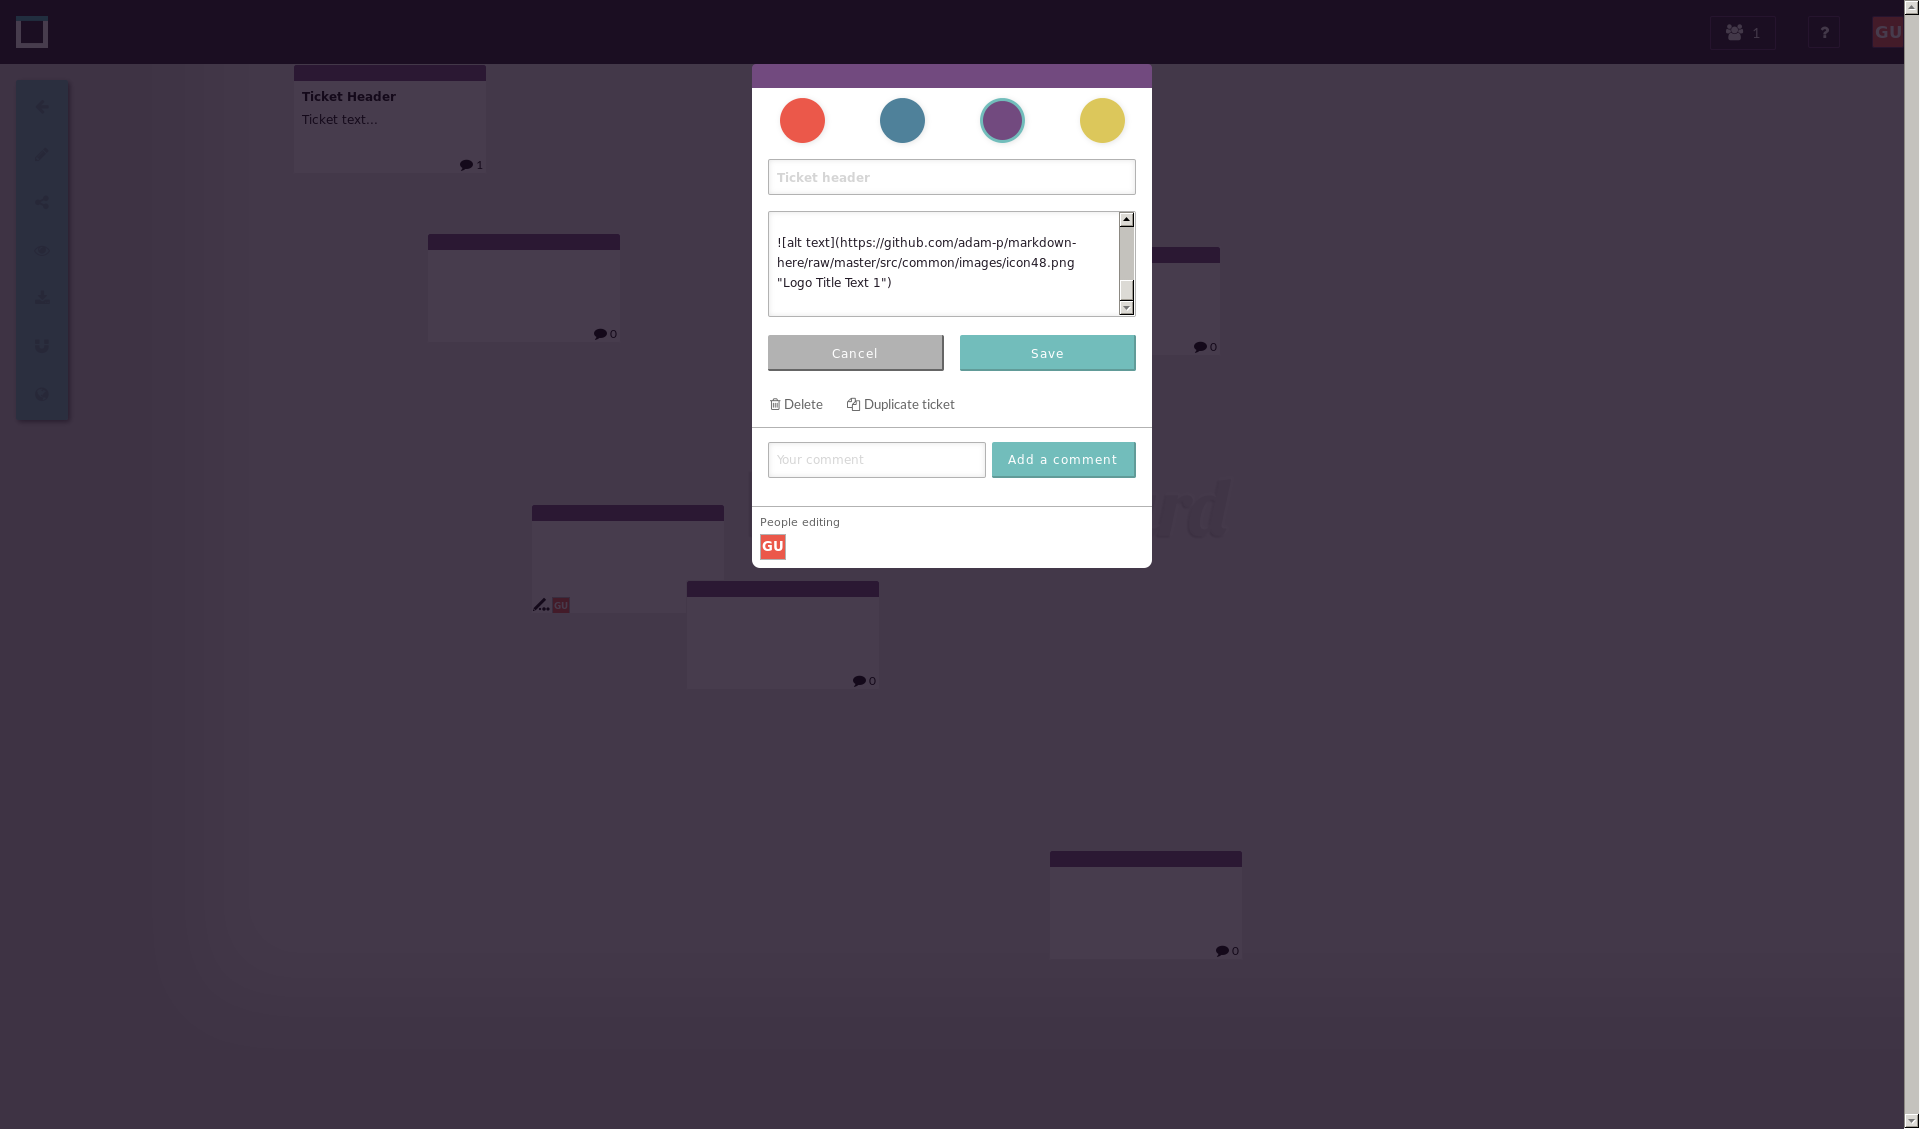 1
?
GU
Ticket Header
Ticket text...
1
Ticket header
![alt text](https://github.com/adam-p/markdown-
here/raw/master/src/common/images/icon48.png
"Logo Title Text 1")
0
0
Cancel
Save
Delete
Duplicate ticket
Your comment
Add a comment
People editing
GU
GU
0
0